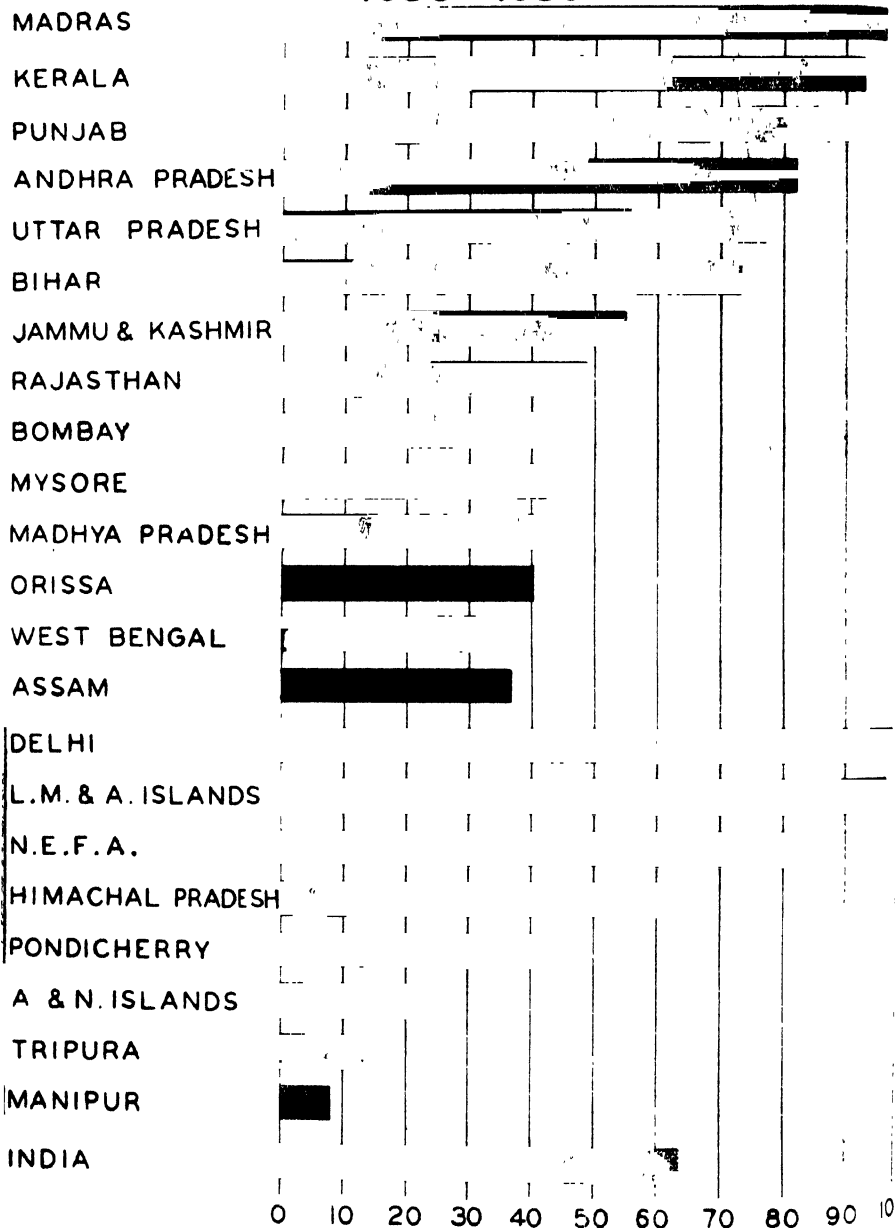 MADRAS
KERALA
PUNJAB
ANDHRA PRADESH
UTTAR PRADESH
BIHAR
JAMMU & KASHMIR
RAJASTHAN
BOMBAY
MYSORE
MADHYA PRADESH
ORISSA
WEST BENGAL
ASSAM
DELHI
L.M. & A. ISLANDS
N.E.F.A.
HIMACHAL PRADESH
PONDICHERRY
A & N. ISLANDS
TRIPURA
MANIPUR
INDIA
0 10 20 30 40 50 60 70 80 90 10